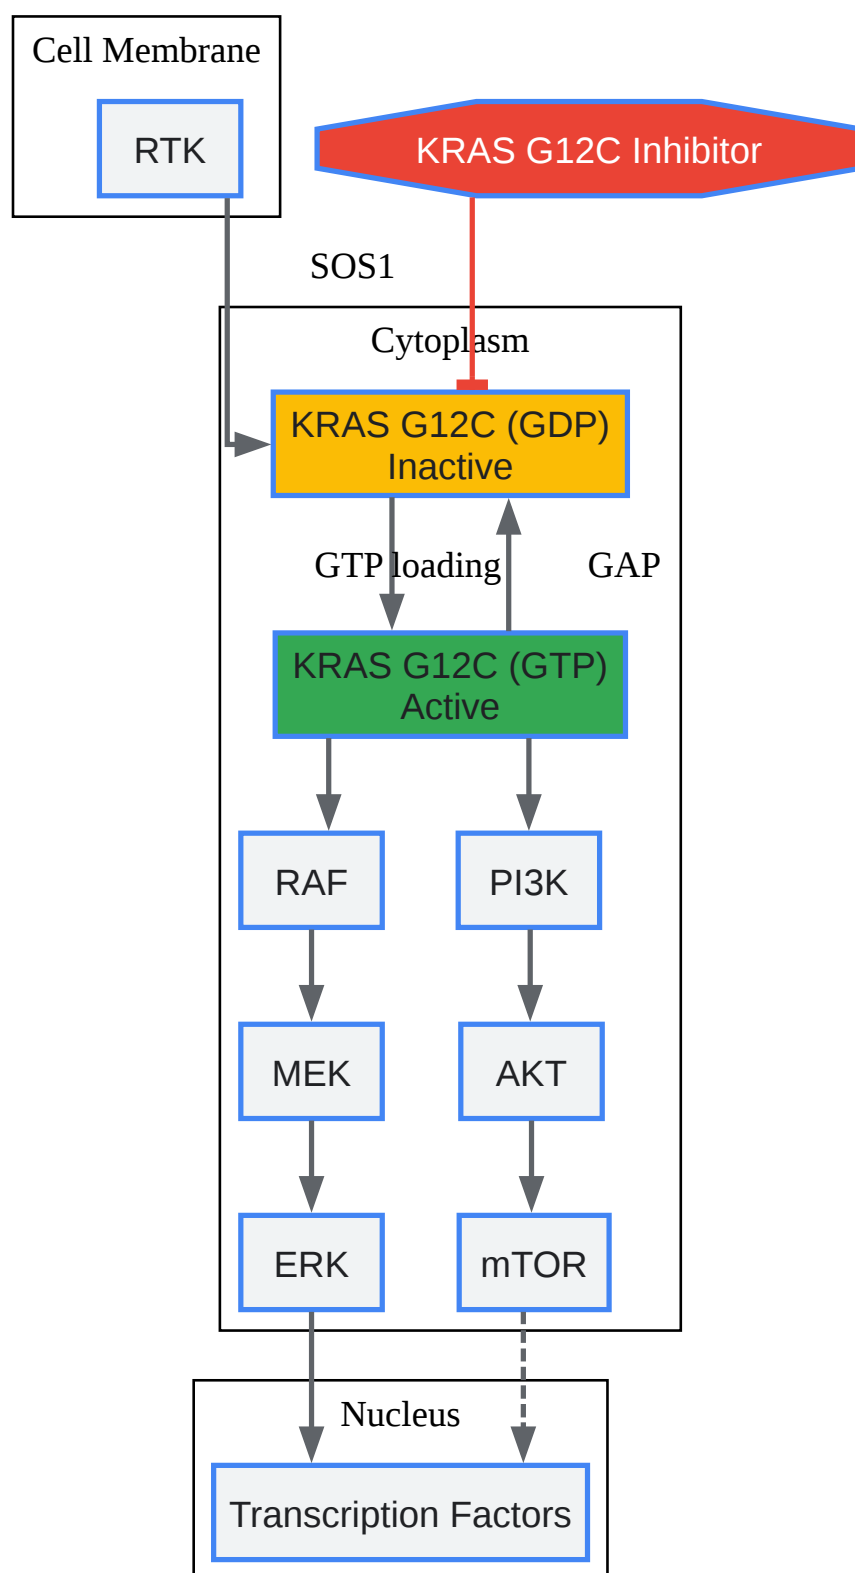 Cell Membrane
RTK
KRAS G12C Inhibitor
SOS1
Cytoplasm
KRAS G12C (GDP)
Inactive
GTP loading
GAP
KRAS G12C (GTP)
Active
RAF
PI3K
MEK
AKT
ERK
mTOR
Nucleus
Transcription Factors